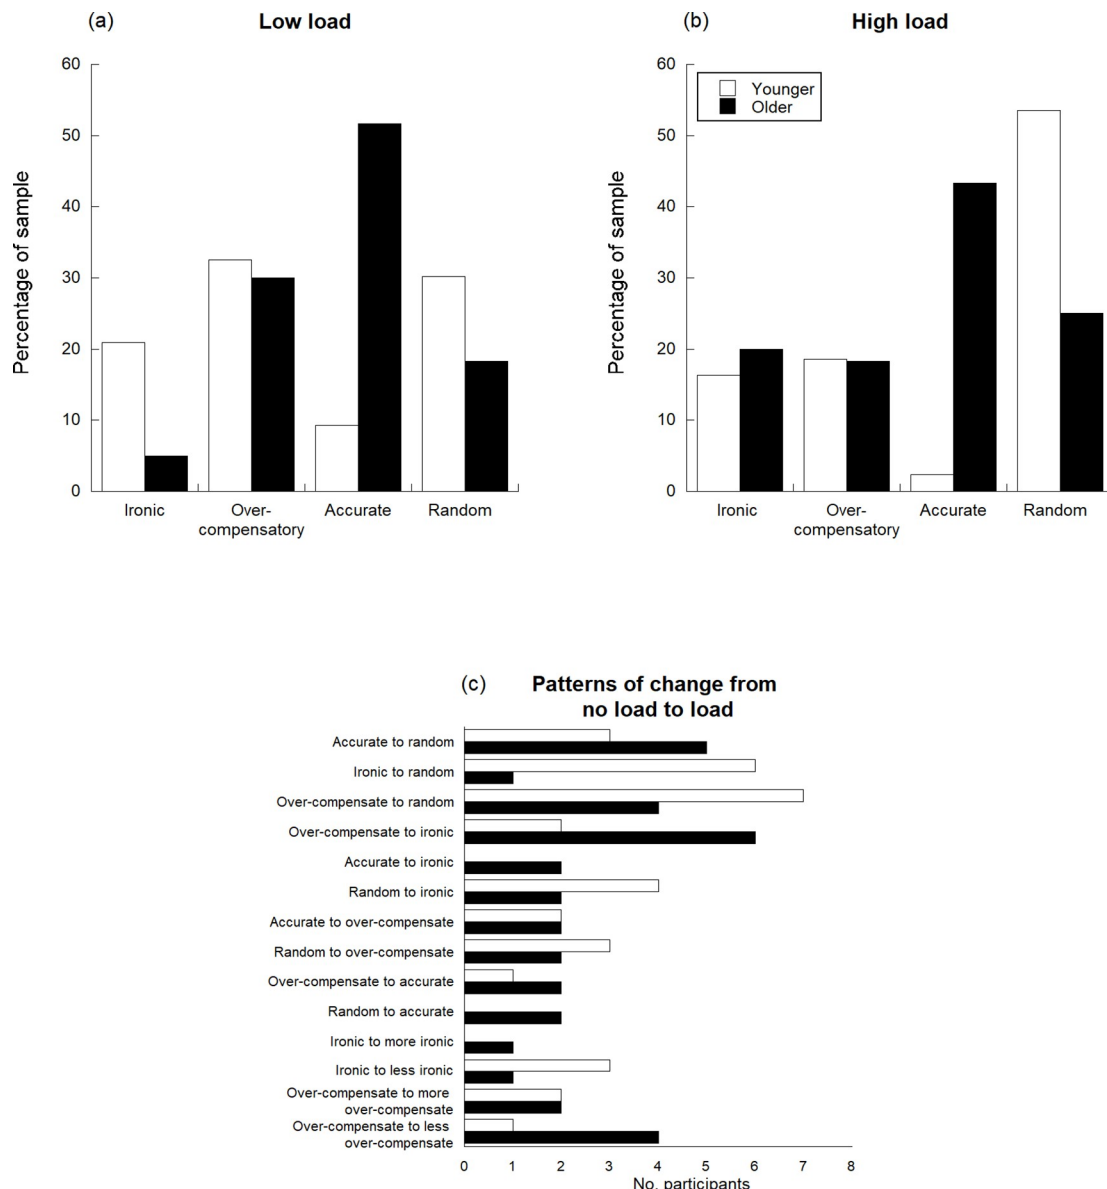 (a) Low load
60
50
40
30
20
10
0
Percentage of sample
Ironic Over- Accurate Random
compensatory
(b) High load
60
50
40
30
20
10
0
Percentage of sample
Younger
Older
Ironic Over- Accurate Random
compensatory
(c) Patterns of change from
no load to load
Accurate to random
Ironic to random
Over-compensate to random
Over-compensate to ironic
Accurate to ironic
Random to ironic
Accurate to over-compensate
Random to over-compensate
Over-compensate to accurate
Random to accurate
Ironic to more ironic
Ironic to less ironic
Over-compensate to more
over-compensate
Over-compensate to less
over-compensate
0 1 2 3 4 5 6 7 8
No. participants